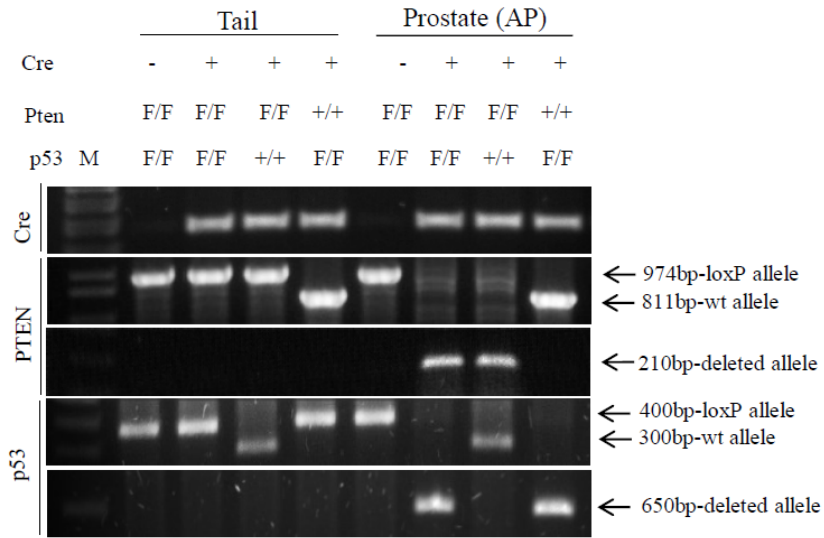 Tail Prostate (AP)
Cre - + + + - + + +
Pten F/F F/F F/F +/+ F/F F/F F/F +/+
p53 M F/F F/F +/+ F/F F/F F/F +/+ F/F
Cre
PTEN
974bp-loxP allele
811bp-wt allele
210bp-deleted allele
p53
400bp-loxP allele
300bp-wt allele
650bp-deleted allele